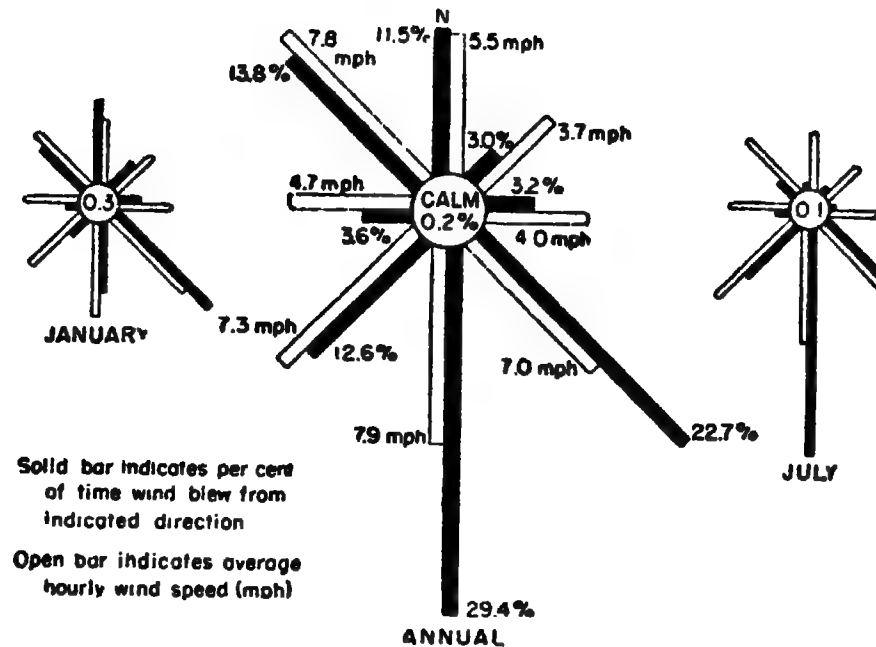 N
11.5%
5.5 mph
7.8
mph
13.8%
3.0%
3.7 mph
4.7 mph
CALM
0.2%
3.2%
3.6%
4.0 mph
0.3
0.1
JANUARY
7.3 mph
12.6%
7.0 mph
7.9 mph
22.7%
JULY
Solid bar indicates per cent
of time wind blew from
indicated direction
Open bar indicates average
hourly wind speed (mph)
29.4%
ANNUAL